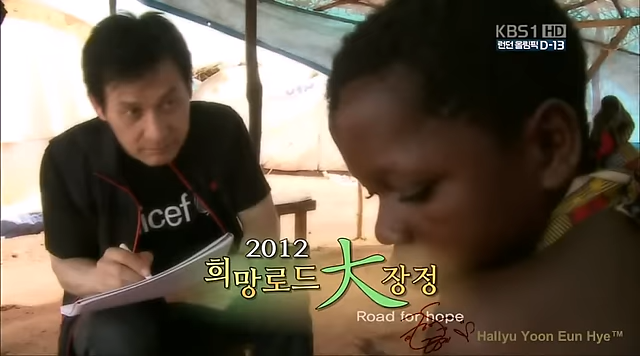 KBS1 HD
런던 올림픽 D-13
nicef
2012
희망로드 大 장정
Road for hope
Hallyu Yoon Eun Hye™